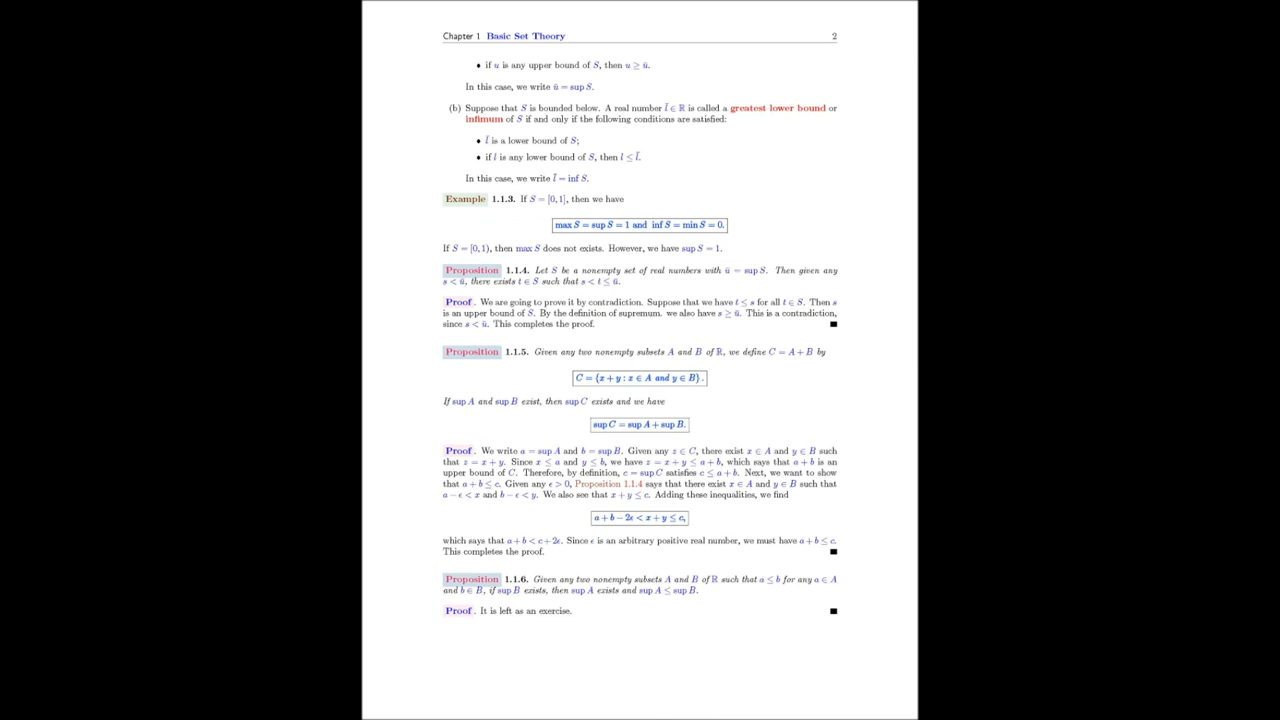 Chapter 1 Basic Set Theory 2
• if u is any upper bound of S, then u ≥ ū.
In this case, we write ū = sup S.
(b) Suppose that S is bounded below. A real number l̄ ∈ ℝ is called a greatest lower bound or
infimum of S if and only if the following conditions are satisfied:
• l̄ is a lower bound of S;
• if l is any lower bound of S, then l ≤ l̄.
In this case, we write l̄ = inf S.
Example 1.1.3. If S = [0, 1], then we have
max S = sup S = 1 and inf S = min S = 0.
If S = [0, 1), then max S does not exists. However, we have sup S = 1.
Proposition 1.1.4. Let S be a nonempty set of real numbers with ū = sup S. Then given any
s < ū, there exists t ∈ S such that s < t ≤ ū.
Proof. We are going to prove it by contradiction. Suppose that we have t ≤ s for all t ∈ S. Then s
is an upper bound of S. By the definition of supremum. we also have s ≥ ū. This is a contradiction,
since s < ū. This completes the proof. ■
Proposition 1.1.5. Given any two nonempty subsets A and B of ℝ, we define C = A + B by
C = {x + y : x ∈ A and y ∈ B}.
If sup A and sup B exist, then sup C exists and we have
sup C = sup A + sup B.
Proof. We write a = sup A and b = sup B. Given any z ∈ C, there exist x ∈ A and y ∈ B such
that z = x + y. Since x ≤ a and y ≤ b, we have z = x + y ≤ a + b, which says that a + b is an
upper bound of C. Therefore, by definition, c = sup C satisfies c ≤ a + b. Next, we want to show
that a + b ≤ c. Given any ϵ > 0, Proposition 1.1.4 says that there exist x ∈ A and y ∈ B such that
a − ϵ < x and b − ϵ < y. We also see that x + y ≤ c. Adding these inequalities, we find
a + b − 2ϵ < x + y ≤ c,
which says that a + b < c + 2ϵ. Since ϵ is an arbitrary positive real number, we must have a + b ≤ c.
This completes the proof. ■
Proposition 1.1.6. Given any two nonempty subsets A and B of ℝ such that a ≤ b for any a ∈ A
and b ∈ B, if sup B exists, then sup A exists and sup A ≤ sup B.
Proof. It is left as an exercise. ■